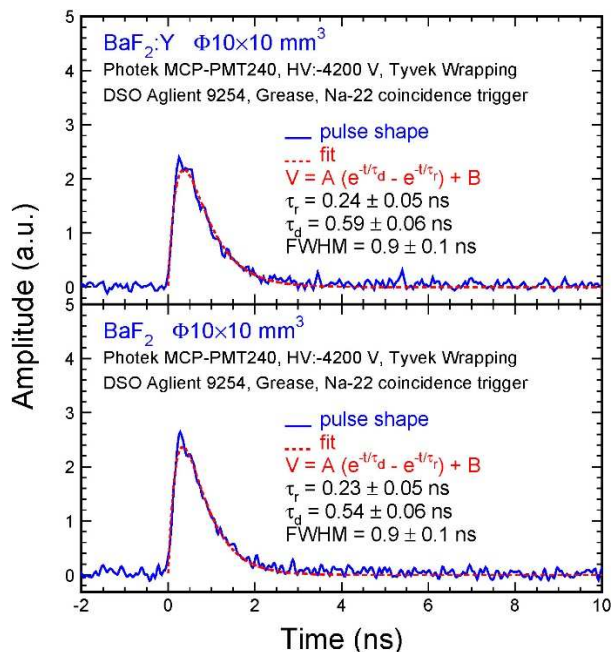 Amplitude (a.u.)
5
4
3
2
1
0
BaF₂:Y Φ10×10 mm³
Photek MCP-PMT240, HV:-4200 V, Tyvek Wrapping
DSO Aglient 9254, Grease, Na-22 coincidence trigger
pulse shape
fit
V = A (e^-t/τd - e^-t/τr) + B
τr = 0.24 ± 0.05 ns
τd = 0.59 ± 0.06 ns
FWHM = 0.9 ± 0.1 ns
5
4
3
2
1
0
BaF₂ Φ10×10 mm³
Photek MCP-PMT240, HV:-4200 V, Tyvek Wrapping
DSO Aglient 9254, Grease, Na-22 coincidence trigger
pulse shape
fit
V = A (e^-t/τd - e^-t/τr) + B
τr = 0.23 ± 0.05 ns
τd = 0.54 ± 0.06 ns
FWHM = 0.9 ± 0.1 ns
-2 0 2 4 6 8 10
Time (ns)